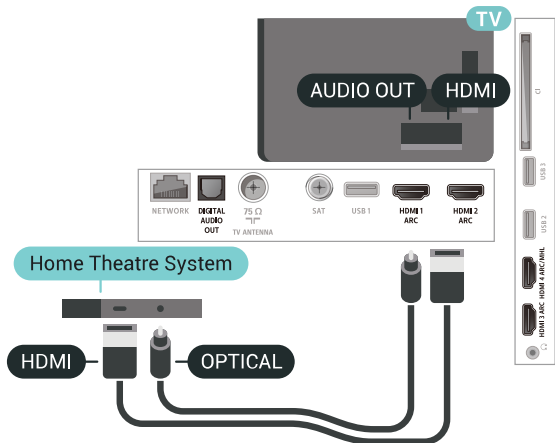 TV
AUDIO OUT
HDMI
CI
NETWORK
DIGITAL
AUDIO
OUT
75 Ω
TV ANTENNA
SAT
USB 1
HDMI 1
ARC
HDMI 2
ARC
USB 3
USB 2
HDMI 4 ARC/MHL
HDMI 3 ARC
Home Theatre System
HDMI
OPTICAL